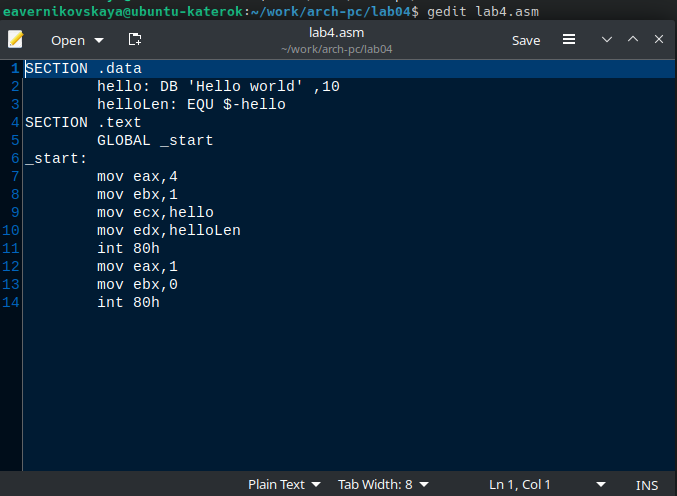 eavernikovskaya@ubuntu-katerok:~/work/arch-pc/lab04$ gedit lab4.asm
Open
lab4.asm
~/work/arch-pc/lab04
Save
1 SECTION .data
2 hello: DB 'Hello world' ,10
3 helloLen: EQU $-hello
4 SECTION .text
5 GLOBAL _start
6 _start:
7 mov eax,4
8 mov ebx,1
9 mov ecx,hello
10 mov edx,helloLen
11 int 80h
12 mov eax,1
13 mov ebx,0
14 int 80h
Plain Text Tab Width: 8 Ln 1, Col 1 INS